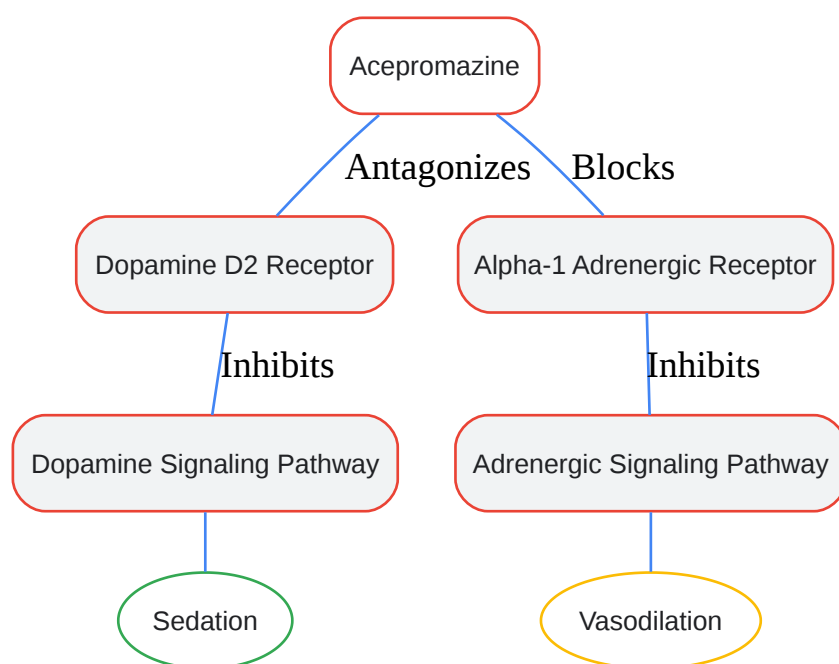 Acepromazine
Antagonizes
Blocks
Dopamine D2 Receptor
Alpha-1 Adrenergic Receptor
Inhibits
Inhibits
Dopamine Signaling Pathway
Adrenergic Signaling Pathway
Sedation
Vasodilation